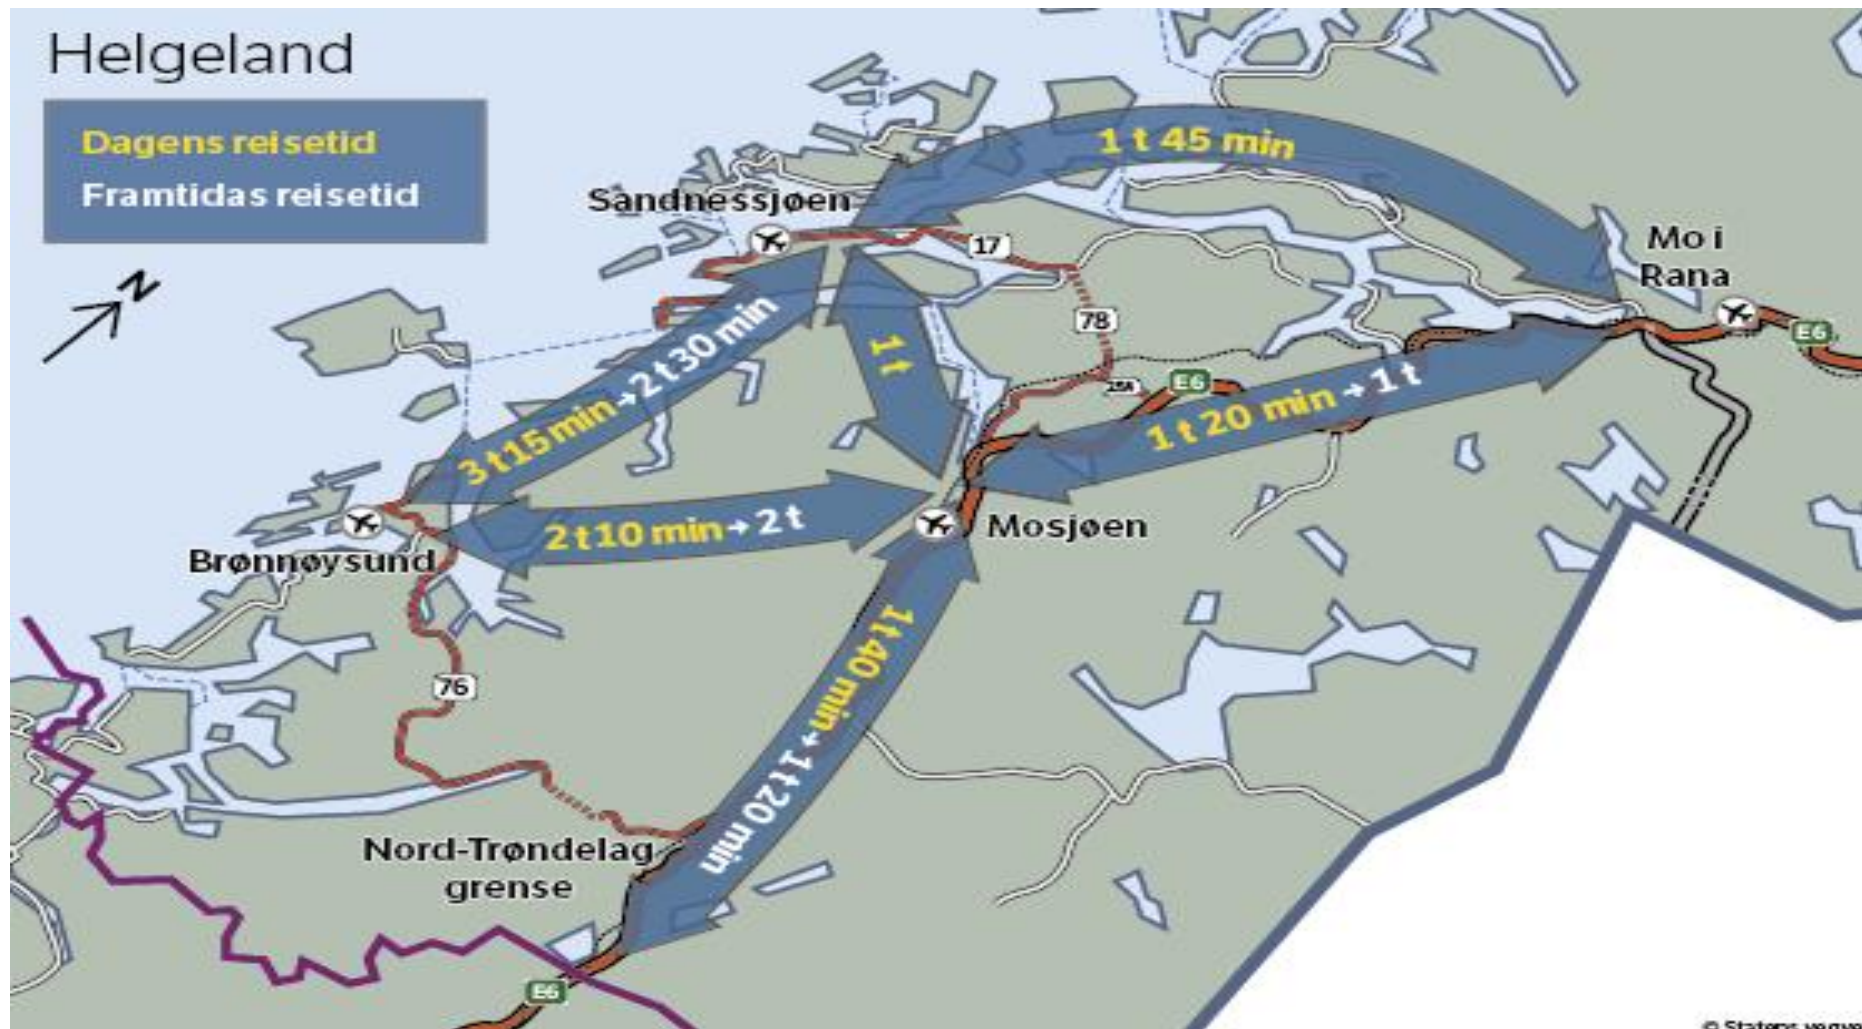 Helgeland
Dagens reisetid
Framtidas reisetid
N
1 t 45 min
Sandnessjøen
17
Mo i
Rana
78
E6
3 t 15 min → 2 t 30 min
1 t
E6
1 t 20 min → 1 t
2 t 10 min → 2 t
Mosjøen
Brønnøysund
76
1 t 40 min → 1 t 20 min
Nord-Trøndelag
grense
E6
© Statens